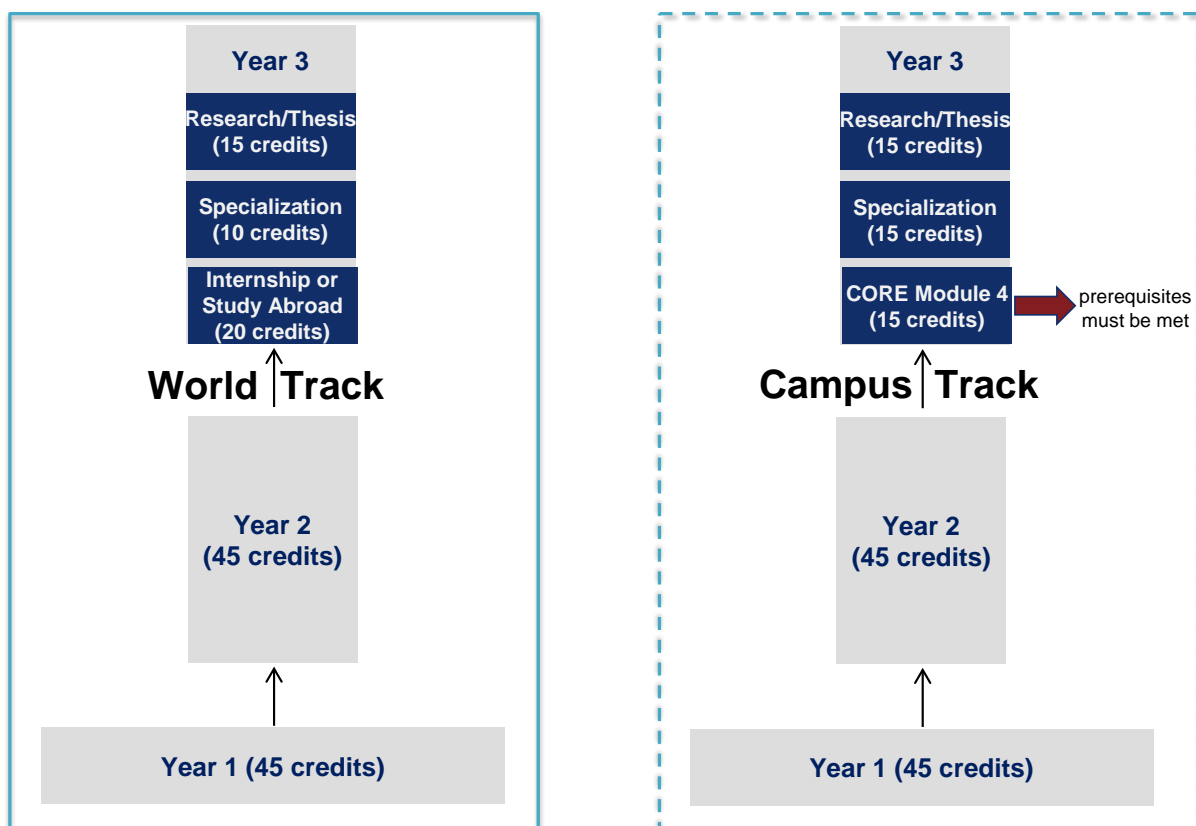 Year 3
Research/Thesis
(15 credits)
Specialization
(10 credits)
Internship or
Study Abroad
(20 credits)
World Track
Year 2
(45 credits)
Year 1 (45 credits)
Year 3
Research/Thesis
(15 credits)
Specialization
(15 credits)
CORE Module 4
(15 credits)
prerequisites
must be met
Campus Track
Year 2
(45 credits)
Year 1 (45 credits)